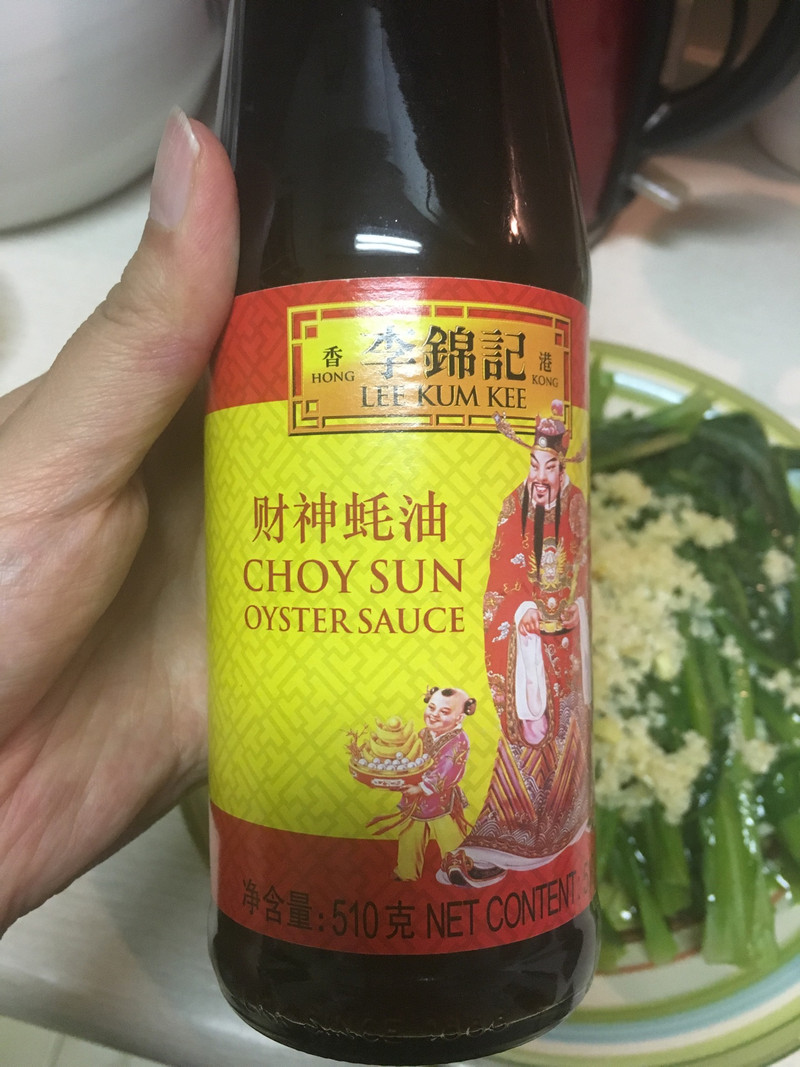 香 李錦記 港
HONG LEE KUM KEE KONG
财神蚝油
CHOY SUN
OYSTER SAUCE
净含量:510克 NET CONTENT: